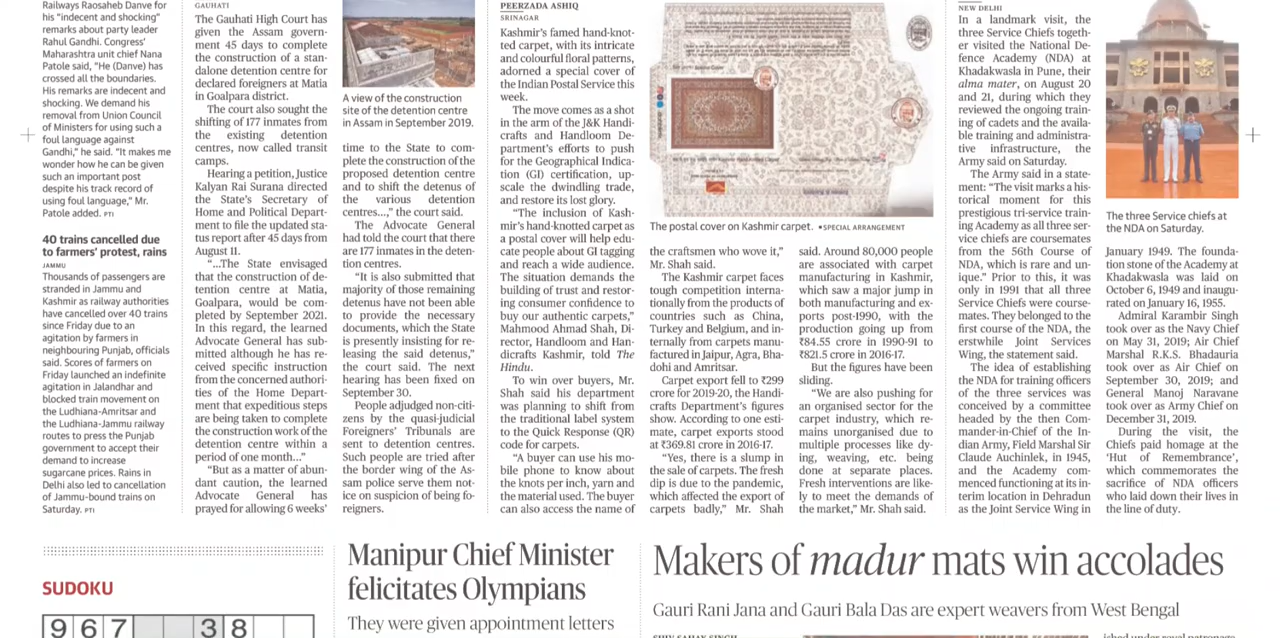 Railways Raosaheb Danve for
his "indecent and shocking"
remarks about party leader
Rahul Gandhi. Congress'
Maharashtra unit chief Nana
Patole said, "He (Danve) has
crossed all the boundaries.
His remarks are indecent and
shocking. We demand his
removal from Union Council
of Ministers for using such a
foul language against
Gandhi," he said. "It makes me
wonder how he can be given
such an important post
despite his track record of
using foul language," Mr.
Patole added. PTI
40 trains cancelled due
to farmers' protest, rains
JAMMU
Thousands of passengers are
stranded in Jammu and
Kashmir as railway authorities
have cancelled over 40 trains
since Friday due to an
agitation by farmers in
neighbouring Punjab, officials
said. Scores of farmers on
Friday launched an indefinite
agitation in Jalandhar and
blocked train movement on
the Ludhiana-Amritsar and
the Ludhiana-Jammu railway
routes to press the Punjab
government to accept their
demand to increase
sugarcane prices. Rains in
Delhi also led to cancellation
of Jammu-bound trains on
Saturday. PTI
GAUHATI
The Gauhati High Court has
given the Assam govern-
ment 45 days to complete
the construction of a stan-
dalone detention centre for
declared foreigners at Matia
in Goalpara district.
The court also sought the
shifting of 177 inmates from
the existing detention
centres, now called transit
camps.
Hearing a petition, Justice
Kalyan Rai Surana directed
the State's Secretary of
Home and Political Depart-
ment to file the updated sta-
tus report after 45 days from
August 11.
"...The State envisaged
that the construction of de-
tention centre at Matia,
Goalpara, would be com-
pleted by September 2021.
In this regard, the learned
Advocate General has sub-
mitted although he has re-
ceived specific instruction
from the concerned authori-
ties of the Home Depart-
ment that expeditious steps
are being taken to complete
the construction work of the
detention centre within a
period of one month..."
"But as a matter of abun-
dant caution, the learned
Advocate General has
prayed for allowing 6 weeks'
A view of the construction
site of the detention centre
in Assam in September 2019.
time to the State to com-
plete the construction of the
proposed detention centre
and to shift the detenus of
the various detention
centres...," the court said.
The Advocate General
had told the court that there
are 177 inmates in the deten-
tion centres.
"It is also submitted that
majority of those remaining
detenus have not been able
to provide the necessary
documents, which the State
is presently insisting for re-
leasing the said detenus,"
the court said. The next
hearing has been fixed on
September 30.
People adjudged non-citi-
zens by the quasi-judicial
Foreigners' Tribunals are
sent to detention centres.
Such people are tried after
the border wing of the As-
sam police serve them not-
ice on suspicion of being fo-
reigners.
PEERZADA ASHIQ
SRINAGAR
Kashmir's famed hand-knot-
ted carpet, with its intricate
and colourful floral patterns,
adorned a special cover of
the Indian Postal Service this
week.
The move comes as a shot
in the arm of the J&K Handi-
crafts and Handloom De-
partment's efforts to push
for the Geographical Indica-
tion (GI) certification, up-
scale the dwindling trade,
and restore its lost glory.
"The inclusion of Kash-
mir's hand-knotted carpet as
a postal cover will help edu-
cate people about GI tagging
and reach a wide audience.
The situation demands the
building of trust and restor-
ing consumer confidence to
buy our authentic carpets,"
Mahmood Ahmad Shah, Di-
rector, Handloom and Han-
dicrafts Kashmir, told The
Hindu.
To win over buyers, Mr.
Shah said his department
was planning to shift from
the traditional label system
to the Quick Response (QR)
code for carpets.
"A buyer can use his mo-
bile phone to know about
the knots per inch, yarn and
the material used. The buyer
can also access the name of
The postal cover on Kashmir carpet. •SPECIAL ARRANGEMENT
the craftsmen who wove it,"
Mr. Shah said.
The Kashmir carpet faces
tough competition interna-
tionally from the products of
countries such as China,
Turkey and Belgium, and in-
ternally from carpets manu-
factured in Jaipur, Agra, Bha-
dohi and Amritsar.
Carpet export fell to ₹299
crore for 2019-20, the Handi-
crafts Department's figures
show. According to one esti-
mate, carpet exports stood
at ₹369.81 crore in 2016-17.
"Yes, there is a slump in
the sale of carpets. The fresh
dip is due to the pandemic,
which affected the export of
carpets badly," Mr. Shah
said. Around 80,000 people
are associated with carpet
manufacturing in Kashmir,
which saw a major jump in
both manufacturing and ex-
ports post-1990, with the
production going up from
₹84.55 crore in 1990-91 to
₹821.5 crore in 2016-17.
But the figures have been
sliding.
"We are also pushing for
an organised sector for the
carpet industry, which re-
mains unorganised due to
multiple processes like dy-
ing, weaving, etc. being
done at separate places.
Fresh interventions are like-
ly to meet the demands of
the market," Mr. Shah said.
NEW DELHI
In a landmark visit, the
three Service Chiefs togeth-
er visited the National De-
fence Academy (NDA) at
Khadakwasla in Pune, their
alma mater, on August 20
and 21, during which they
reviewed the ongoing train-
ing of cadets and the availa-
ble training and administra-
tive infrastructure, the
Army said on Saturday.
The Army said in a state-
ment: "The visit marks a his-
torical moment for this
prestigious tri-service train-
ing Academy as all three ser-
vice chiefs are coursemates
from the 56th Course of
NDA, which is rare and un-
ique." Prior to this, it was
only in 1991 that all three
Service Chiefs were course-
mates. They belonged to the
first course of the NDA, the
erstwhile Joint Services
Wing, the statement said.
The idea of establishing
the NDA for training officers
of the three services was
conceived by a committee
headed by the then Com-
mander-in-Chief of the In-
dian Army, Field Marshal Sir
Claude Auchinlek, in 1945,
and the Academy com-
menced functioning at its in-
terim location in Dehradun
as the Joint Service Wing in
The three Service chiefs at
the NDA on Saturday.
January 1949. The founda-
tion stone of the Academy at
Khadakwasla was laid on
October 6, 1949 and inaugu-
rated on January 16, 1955.
Admiral Karambir Singh
took over as the Navy Chief
on May 31, 2019; Air Chief
Marshal R.K.S. Bhadauria
took over as Air Chief on
September 30, 2019; and
General Manoj Naravane
took over as Army Chief on
December 31, 2019.
During the visit, the
Chiefs paid homage at the
'Hut of Remembrance',
which commemorates the
sacrifice of NDA officers
who laid down their lives in
the line of duty.
SUDOKU
9 6 7 3 8
Manipur Chief Minister
felicitates Olympians
They were given appointment letters
Makers of madur mats win accolades
Gauri Rani Jana and Gauri Bala Das are expert weavers from West Bengal